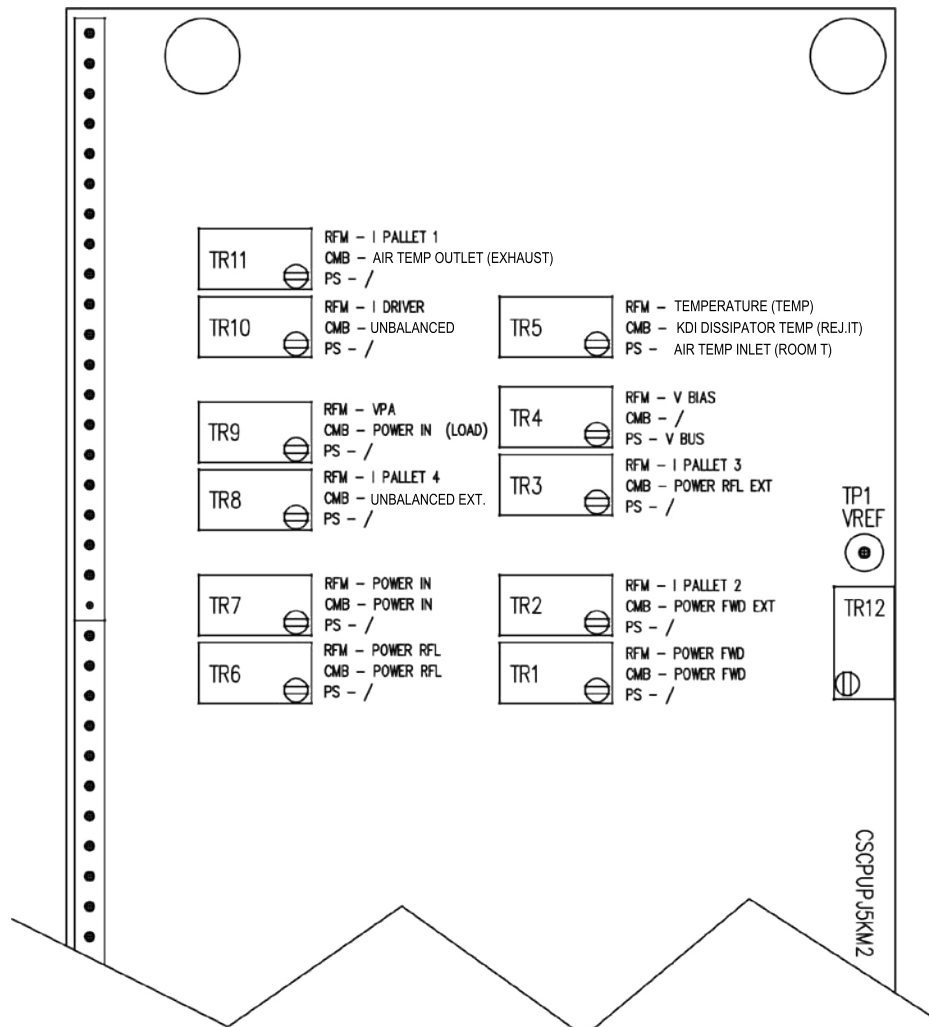 TR11
RFM - I PALLET 1
CMB - AIR TEMP OUTLET (EXHAUST)
PS - /
TR10
RFM - I DRIVER
CMB - UNBALANCED
PS - /
TR5
RFM - TEMPERATURE (TEMP)
CMB - KDI DISSIPATOR TEMP (REJ.IT)
PS - AIR TEMP INLET (ROOM T)
TR9
RFM - VPA
CMB - POWER IN (LOAD)
PS - /
TR4
RFM - V BIAS
CMB - /
PS - V BUS
TR8
RFM - I PALLET 4
CMB - UNBALANCED EXT.
PS - /
TR3
RFM - I PALLET 3
CMB - POWER RFL EXT
PS - /
TP1
VREF
TR7
RFM - POWER IN
CMB - POWER IN
PS - /
TR2
RFM - I PALLET 2
CMB - POWER FWD EXT
PS - /
TR12
TR6
RFM - POWER RFL
CMB - POWER RFL
PS - /
TR1
RFM - POWER FWD
CMB - POWER FWD
PS - /
CSCPUPJ5KM2